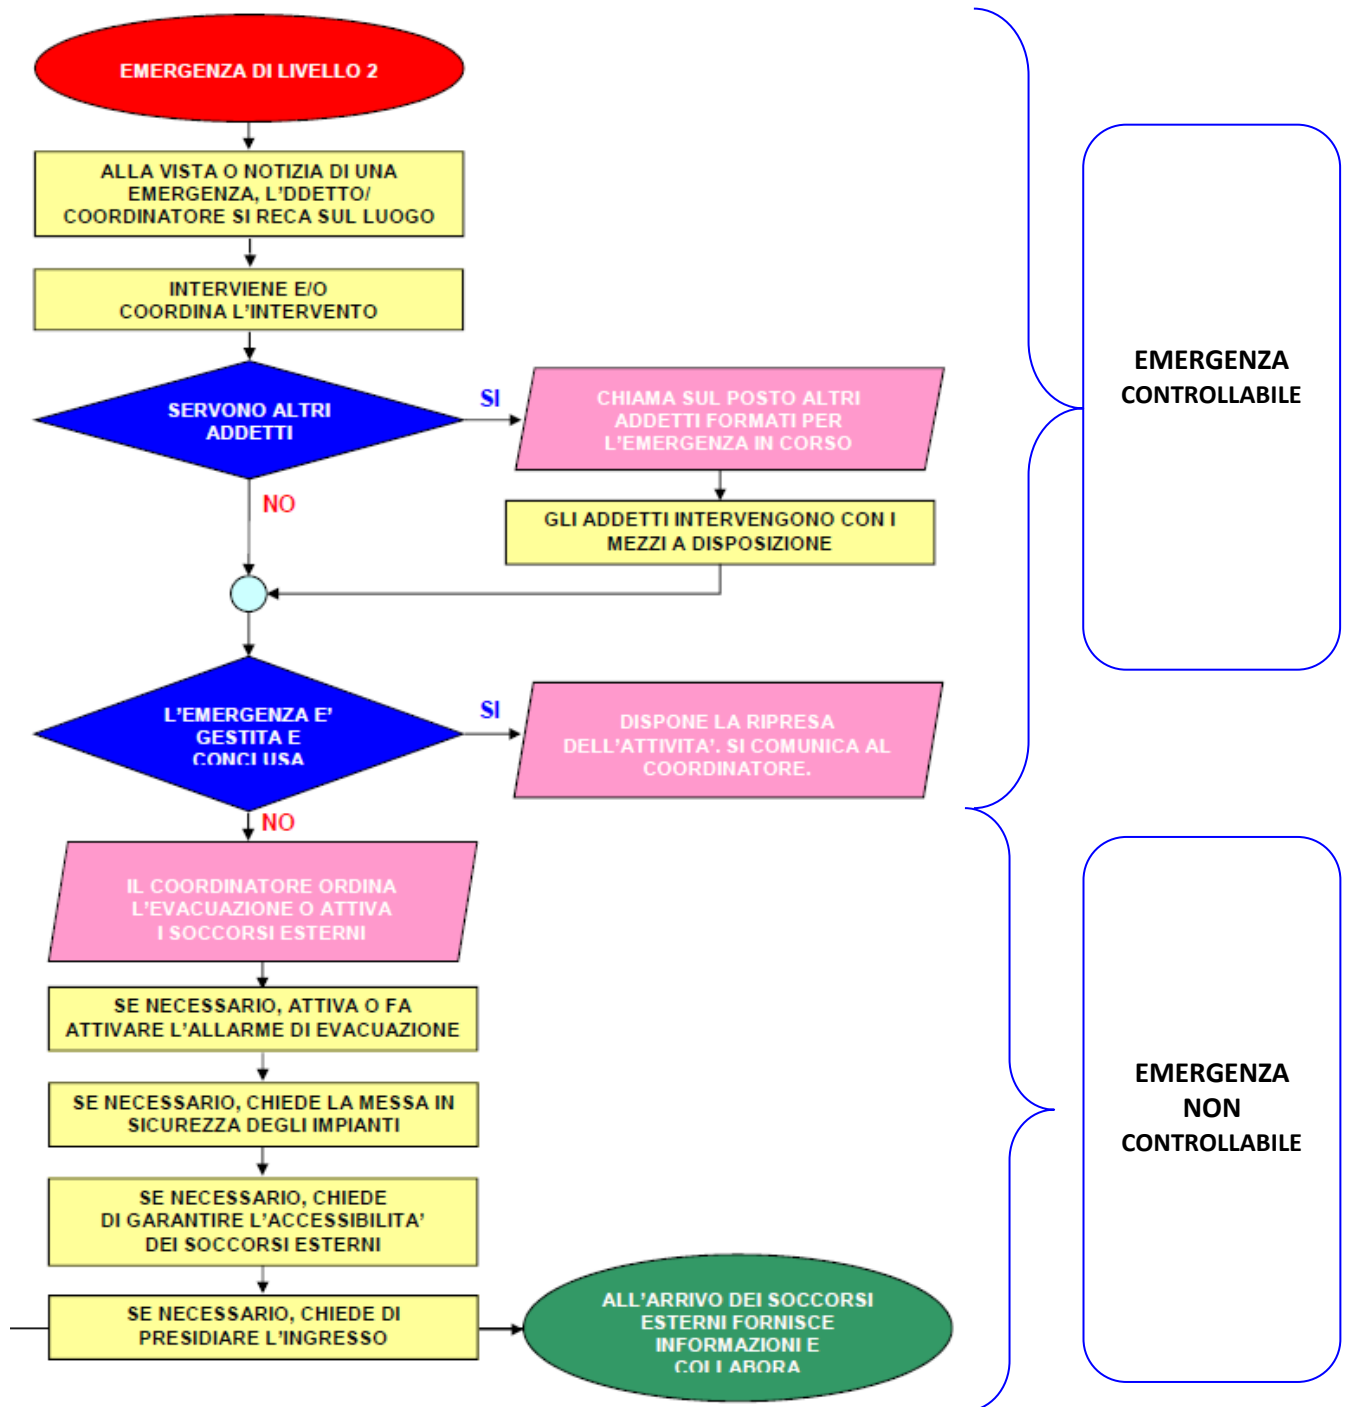 EMERGENZA DI LIVELLO 2
ALLA VISTA O NOTIZIA DI UNA
EMERGENZA, L'DDETTO/
COORDINATORE SI RECA SUL LUOGO
INTERVIENE E/O
COORDINA L'INTERVENTO
SERVONO ALTRI
ADDETTI
SI
CHIAMA SUL POSTO ALTRI
ADDETTI FORMATI PER
L'EMERGENZA IN CORSO
NO
GLI ADDETTI INTERVENGONO CON I
MEZZI A DISPOSIZIONE
L'EMERGENZA E'
GESTITA E
CONCLUSA
SI
DISPONE LA RIPRESA
DELL'ATTIVITA'. SI COMUNICA AL
COORDINATORE.
NO
IL COORDINATORE ORDINA
L'EVACUAZIONE O ATTIVA
I SOCCORSI ESTERNI
SE NECESSARIO, ATTIVA O FA
ATTIVARE L'ALLARME DI EVACUAZIONE
SE NECESSARIO, CHIEDE LA MESSA IN
SICUREZZA DEGLI IMPIANTI
SE NECESSARIO, CHIEDE
DI GARANTIRE L'ACCESSIBILITA'
DEI SOCCORSI ESTERNI
SE NECESSARIO, CHIEDE DI
PRESIDIARE L'INGRESSO
ALL'ARRIVO DEI SOCCORSI
ESTERNI FORNISCE
INFORMAZIONI E
COLLABORA
EMERGENZA
CONTROLLABILE
EMERGENZA
NON
CONTROLLABILE